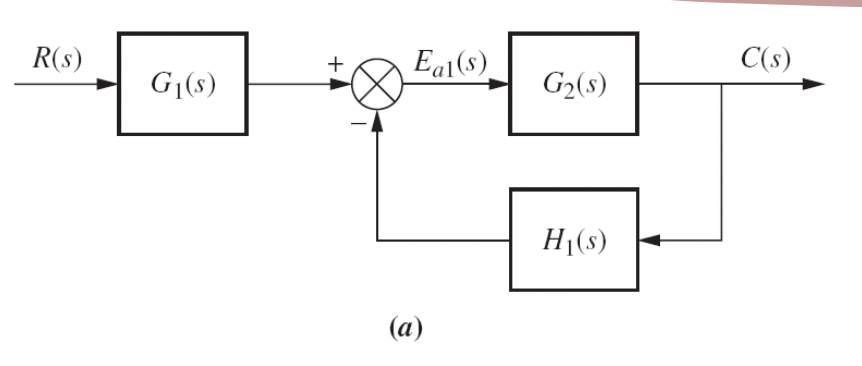 R(s) G₁(s) + Eₐ₁(s) G₂(s) C(s)
−
H₁(s)
(a)